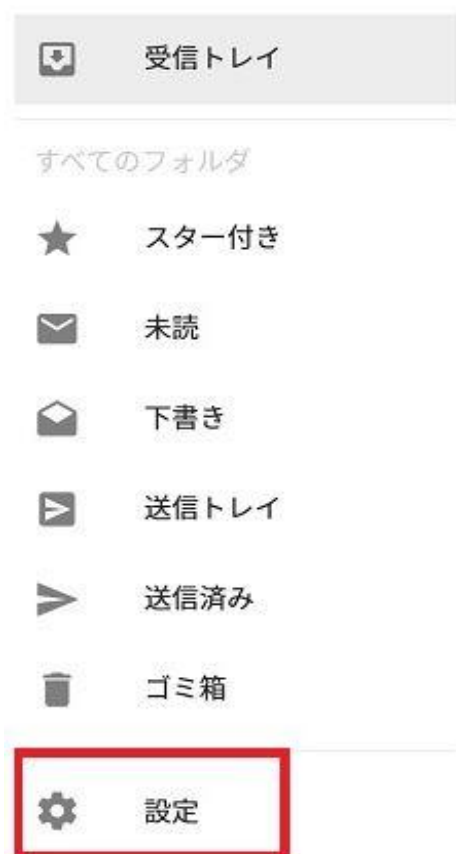 受信トレイ
すべてのフォルダ
スター付き
未読
下書き
送信トレイ
送信済み
ゴミ箱
設定